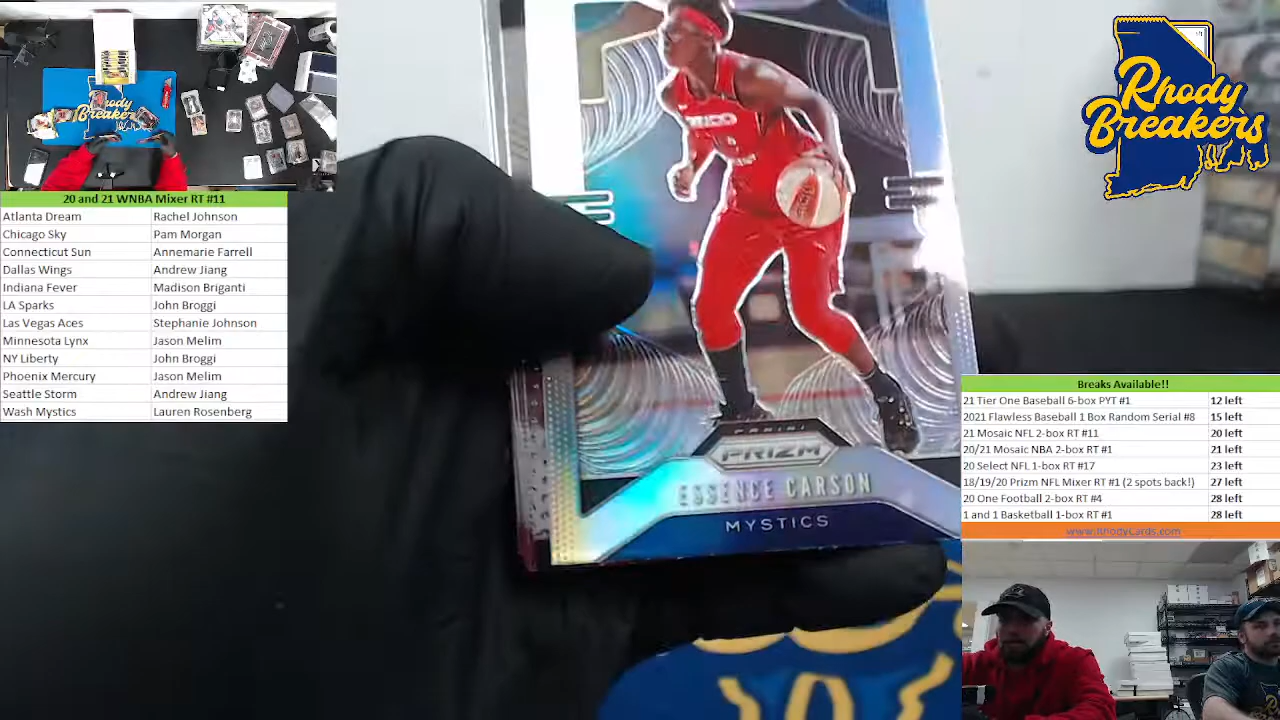 Rhody
Breakers
20 and 21 WNBA Mixer RT #11
Atlanta Dream Rachel Johnson
Chicago Sky Pam Morgan
Connecticut Sun Annemarie Farrell
Dallas Wings Andrew Jiang
Indiana Fever Madison Briganti
LA Sparks John Broggi
Las Vegas Aces Stephanie Johnson
Minnesota Lynx Jason Melim
NY Liberty John Broggi
Phoenix Mercury Jason Melim
Seattle Storm Andrew Jiang
Wash Mystics Lauren Rosenberg
PANINI
PRIZM
ESSENCE CARSON
MYSTICS
Rhody
Breakers
Breaks Available!!
21 Tier One Baseball 6-box PYT #1 12 left
2021 Flawless Baseball 1 Box Random Serial #8 15 left
21 Mosaic NFL 2-box RT #11 20 left
20/21 Mosaic NBA 2-box RT #1 21 left
20 Select NFL 1-box RT #17 23 left
18/19/20 Prizm NFL Mixer RT #1 (2 spots back!) 27 left
20 One Football 2-box RT #4 28 left
1 and 1 Basketball 1-box RT #1 28 left
www.RhodyCards.com